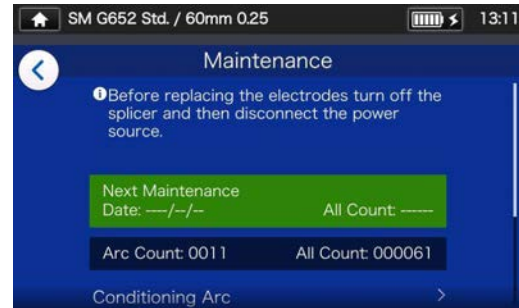 SM G652 Std. / 60mm 0.25 13:11
Maintenance
Before replacing the electrodes turn off the
splicer and then disconnect the power
source.
Next Maintenance
Date: ----/--/-- All Count: ------
Arc Count: 0011 All Count: 000061
Conditioning Arc